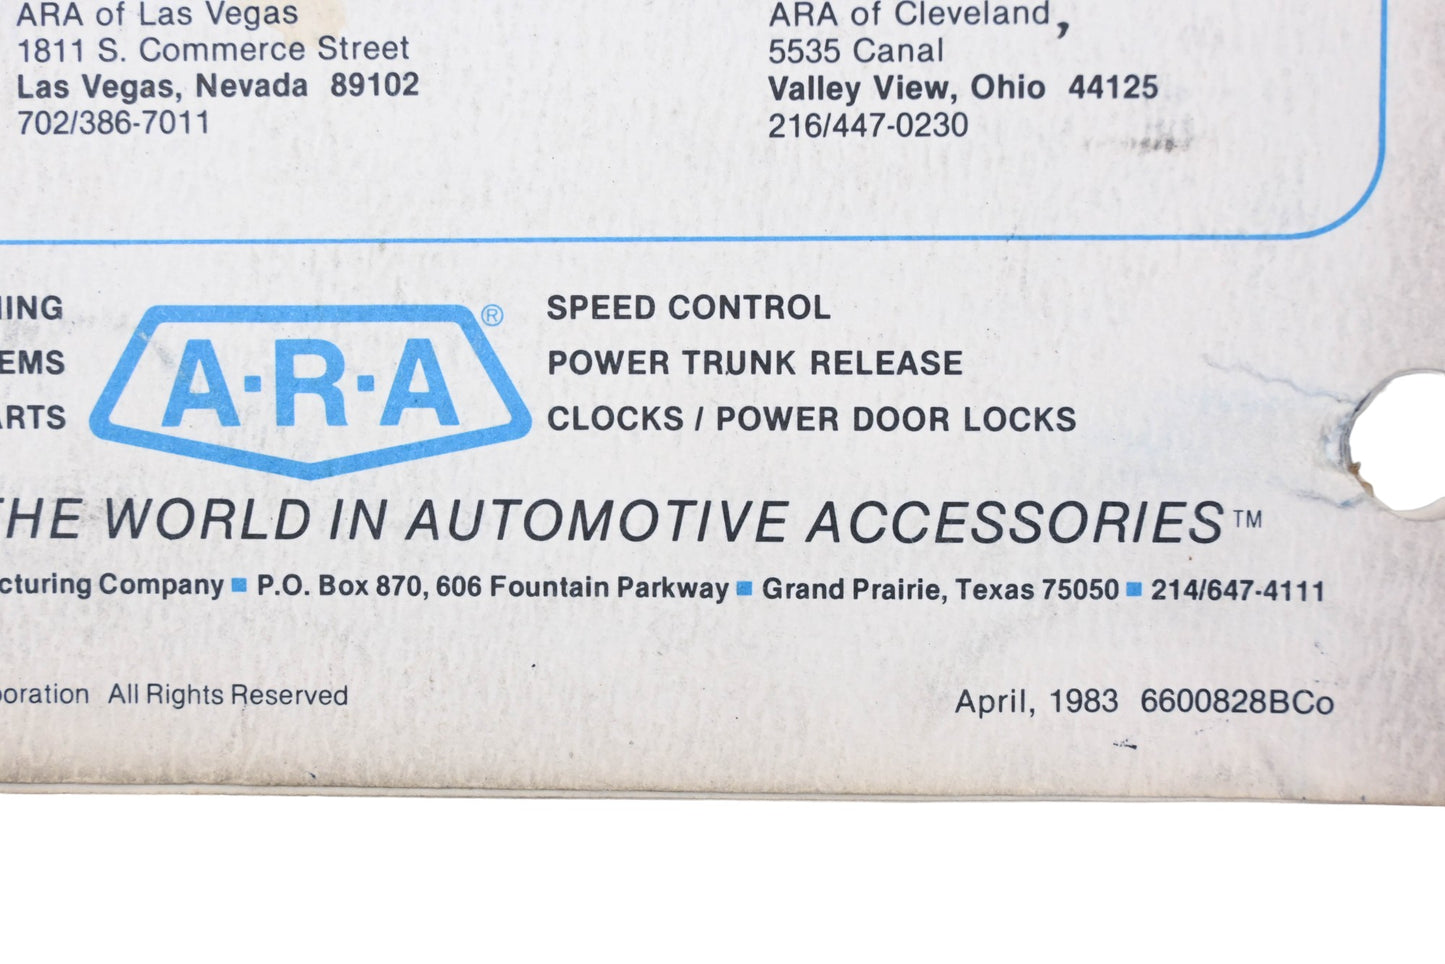 ARA of Las Vegas
1811 S. Commerce Street
Las Vegas, Nevada 89102
702/386-7011
ARA of Cleveland,
5535 Canal
Valley View, Ohio 44125
216/447-0230
ING
EMS
ARTS
A·R·A®
SPEED CONTROL
POWER TRUNK RELEASE
CLOCKS / POWER DOOR LOCKS
THE WORLD IN AUTOMOTIVE ACCESSORIES™
cturing Company ■ P.O. Box 870, 606 Fountain Parkway ■ Grand Prairie, Texas 75050 ■ 214/647-4111
oration All Rights Reserved
April, 1983 6600828BCo